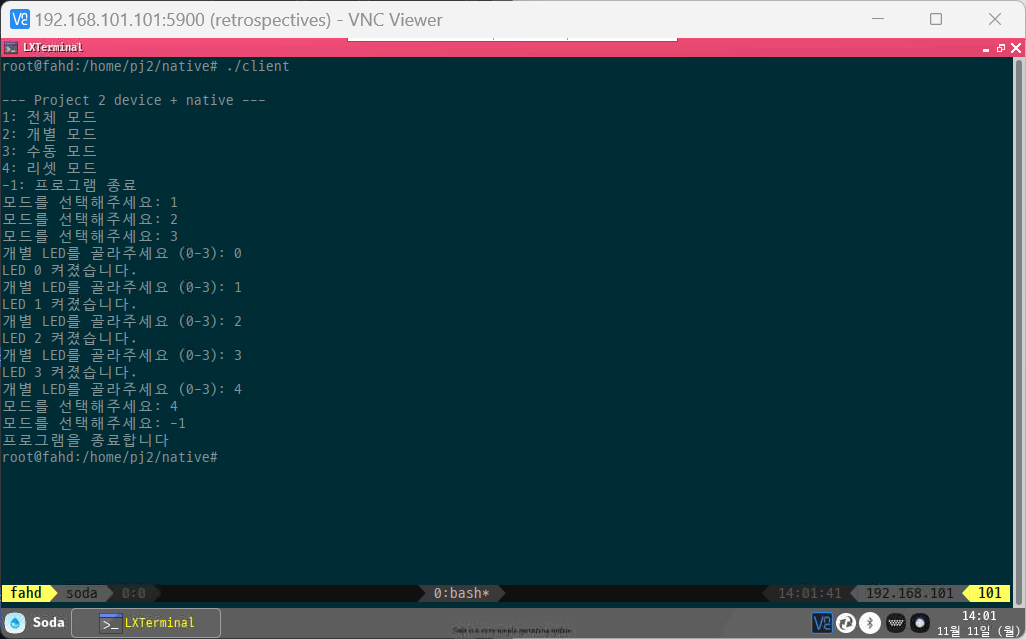 192.168.101.101:5900 (retrospectives) - VNC Viewer
LXTerminal
root@fahd:/home/pj2/native# ./client
--- Project 2 device + native ---
1: 전체 모드
2: 개별 모드
3: 수동 모드
4: 리셋 모드
-1: 프로그램 종료
모드를 선택해주세요: 1
모드를 선택해주세요: 2
모드를 선택해주세요: 3
개별 LED를 골라주세요 (0-3): 0
LED 0 켜졌습니다.
개별 LED를 골라주세요 (0-3): 1
LED 1 켜졌습니다.
개별 LED를 골라주세요 (0-3): 2
LED 2 켜졌습니다.
개별 LED를 골라주세요 (0-3): 3
LED 3 켜졌습니다.
개별 LED를 골라주세요 (0-3): 4
모드를 선택해주세요: 4
모드를 선택해주세요: -1
프로그램을 종료합니다
root@fahd:/home/pj2/native#
fahd soda 0:0 0:bash* 14:01:41 192.168.101 101
Soda LXTerminal Soda is a very simple operating system 14:01
11월 11일 (월)